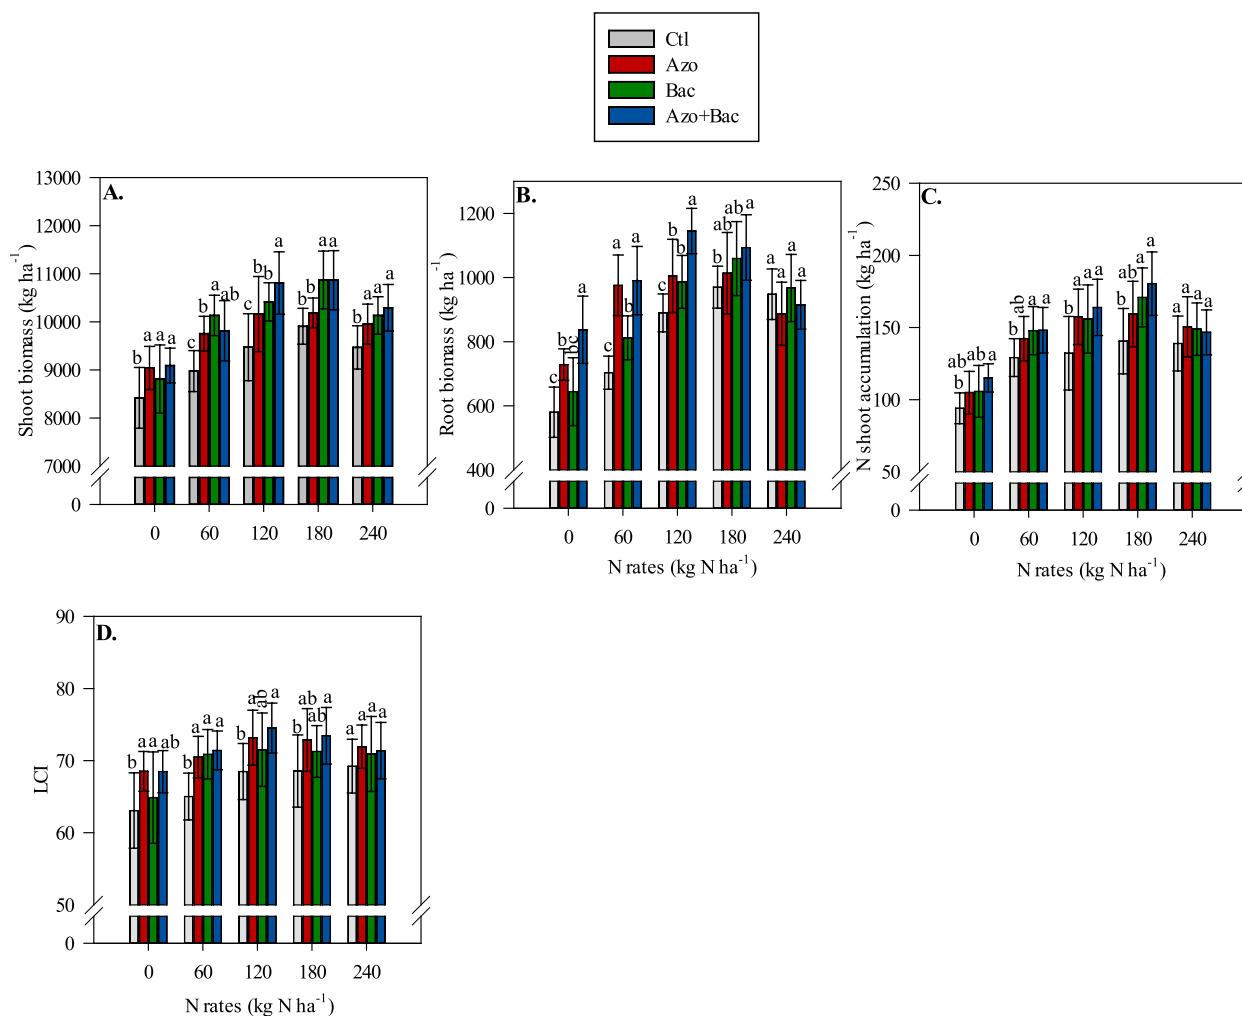 Ctl
Azo
Bac
Azo+Bac
A.
Shoot biomass (kg ha-1)
13000
12000
11000
10000
9000
8000
7000
0
b a a a
c b a ab
c b b a
b b a a
b a a a
0 60 120 180 240
B.
Root biomass (kg ha-1)
1200
1000
800
600
400
0
c ab bc a
c a b a
c b b a
b ab ab a
a a a a
0 60 120 180 240
N rates (kg N ha-1)
C.
N shoot accumulation (kg ha-1)
250
200
150
100
50
0
b ab ab a
b ab a a
b a a a
b ab a a
a a a a
0 60 120 180 240
N rates (kg N ha-1)
D.
LCI
90
80
70
60
50
0
b a a ab
b a a a
b a ab a
b ab ab a
a a a a
0 60 120 180 240
N rates (kg N ha-1)